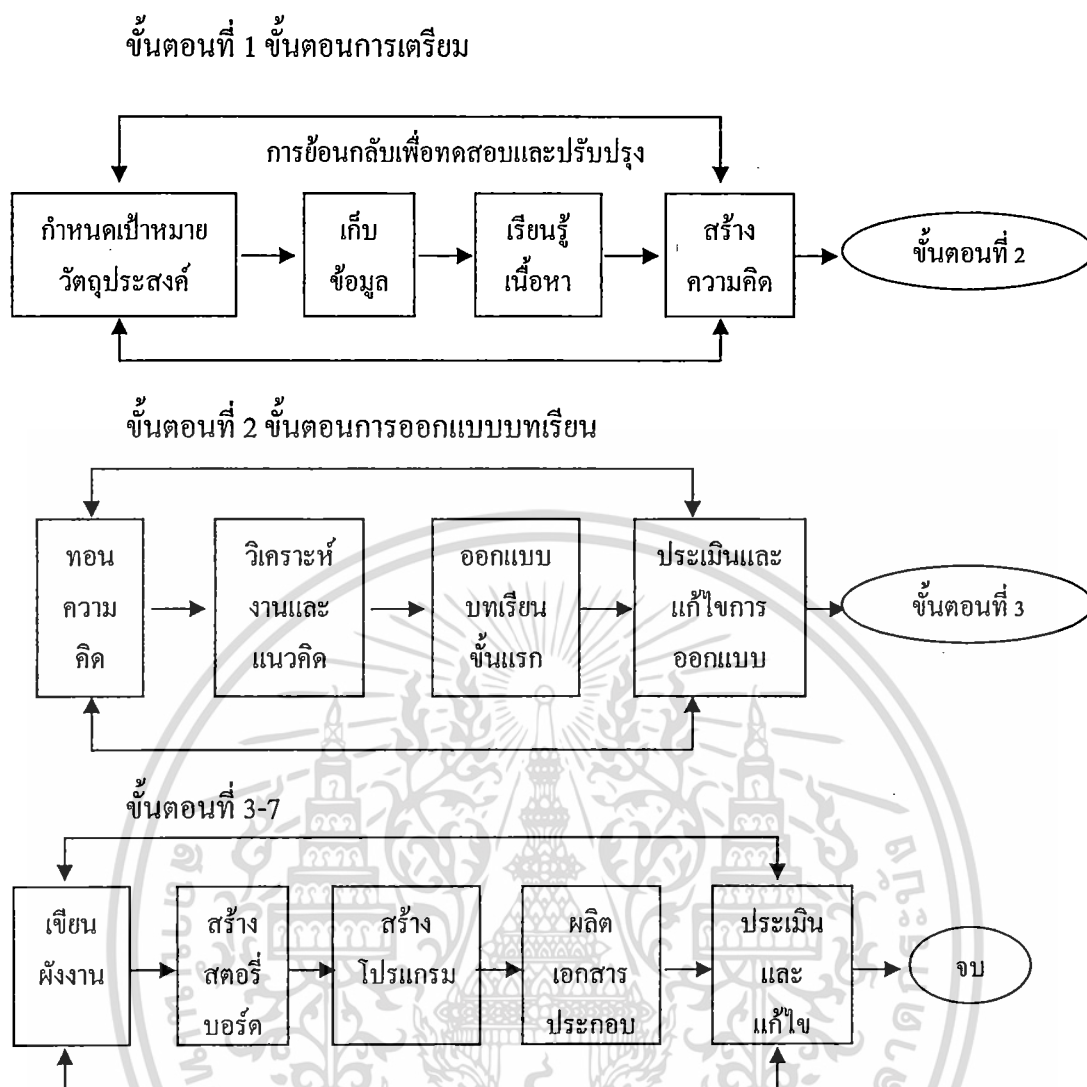 ขั้นตอนที่ 1 ขั้นตอนการเตรียม
การย้อนกลับเพื่อทดสอบและปรับปรุง
กำหนดเป้าหมาย
วัตถุประสงค์
เก็บ
ข้อมูล
เรียนรู้
เนื้อหา
สร้าง
ความคิด
ขั้นตอนที่ 2
ขั้นตอนที่ 2 ขั้นตอนการออกแบบบทเรียน
ทอน
ความ
คิด
วิเคราะห์
งานและ
แนวคิด
ออกแบบ
บทเรียน
ขั้นแรก
ประเมินและ
แก้ไขการ
ออกแบบ
ขั้นตอนที่ 3
ขั้นตอนที่ 3-7
เขียน
ผังงาน
สร้าง
สตอรี่
บอร์ด
สร้าง
โปรแกรม
ผลิต
เอกสาร
ประกอบ
ประเมิน
และ
แก้ไข
จบ